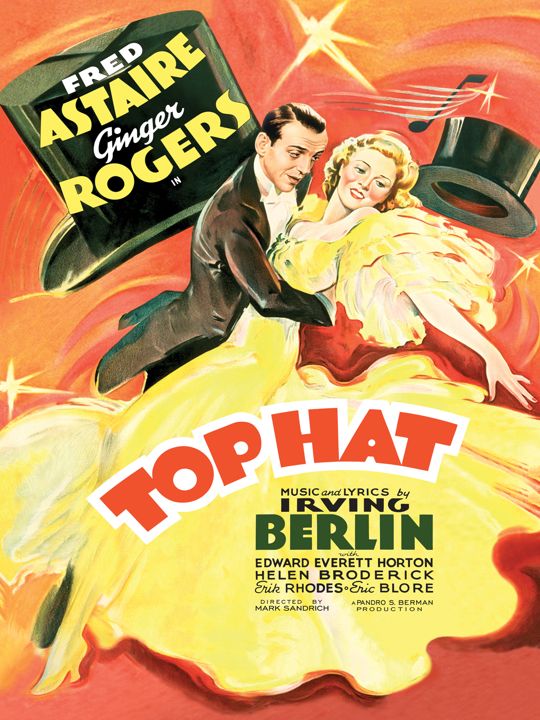 FRED
ASTAIRE
Ginger
ROGERS
IN
TOP HAT
MUSIC and LYRICS by
IRVING
BERLIN
with
EDWARD EVERETT HORTON
HELEN BRODERICK
Erik RHODES • Eric BLORE
DIRECTED BY
MARK SANDRICH
A PANDRO S. BERMAN
PRODUCTION